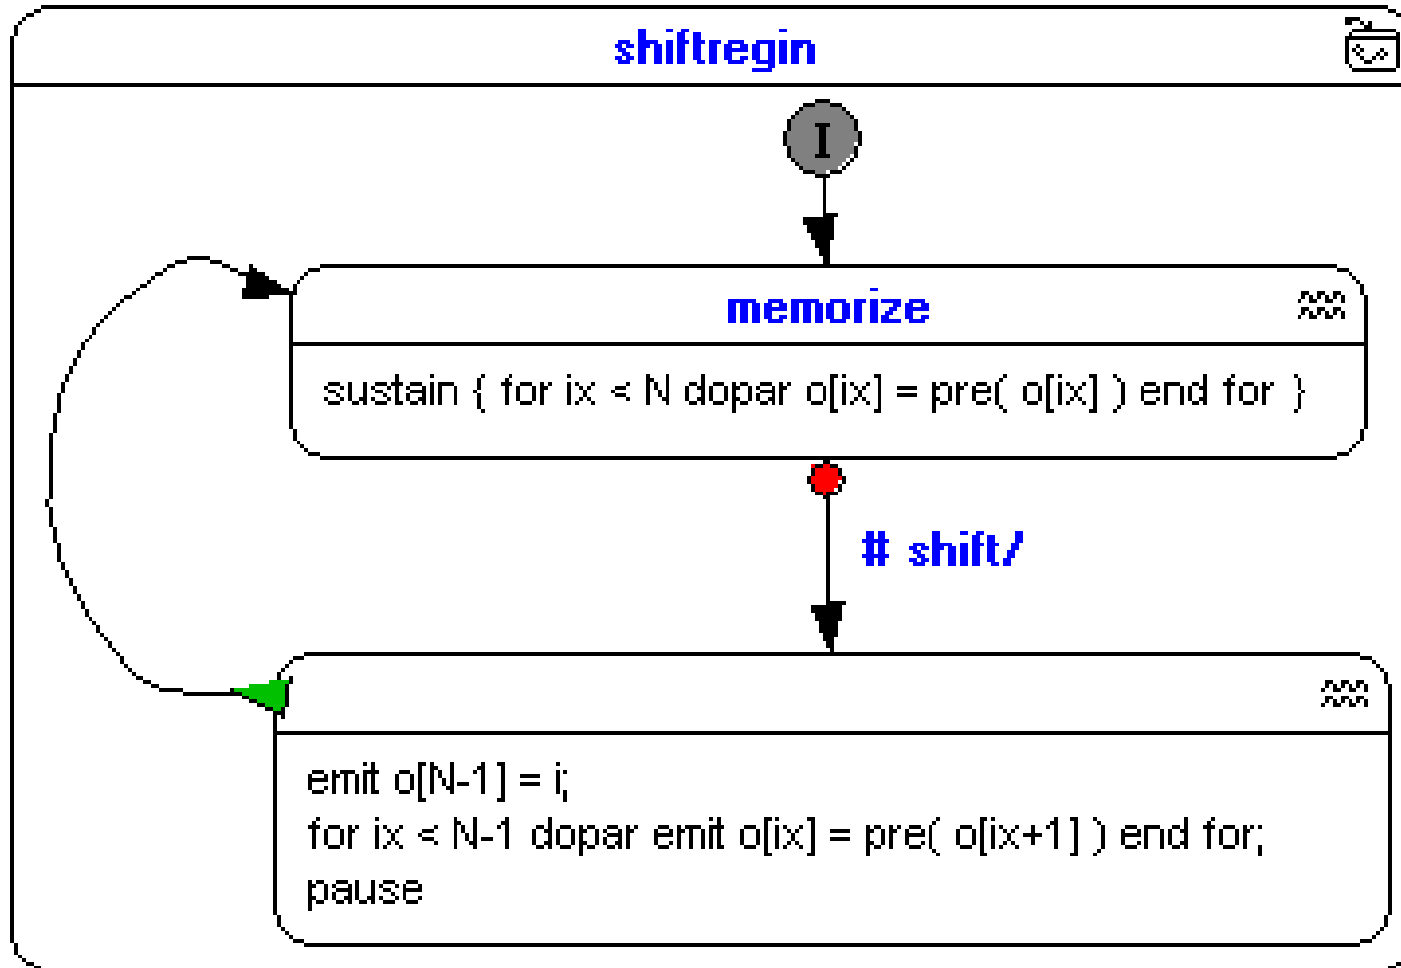 shiftregin
I
memorize
sustain { for ix < N dopar o[ix] = pre( o[ix] ) end for }
# shift/
emit o[N-1] = i;
for ix < N-1 dopar emit o[ix] = pre( o[ix+1] ) end for;
pause